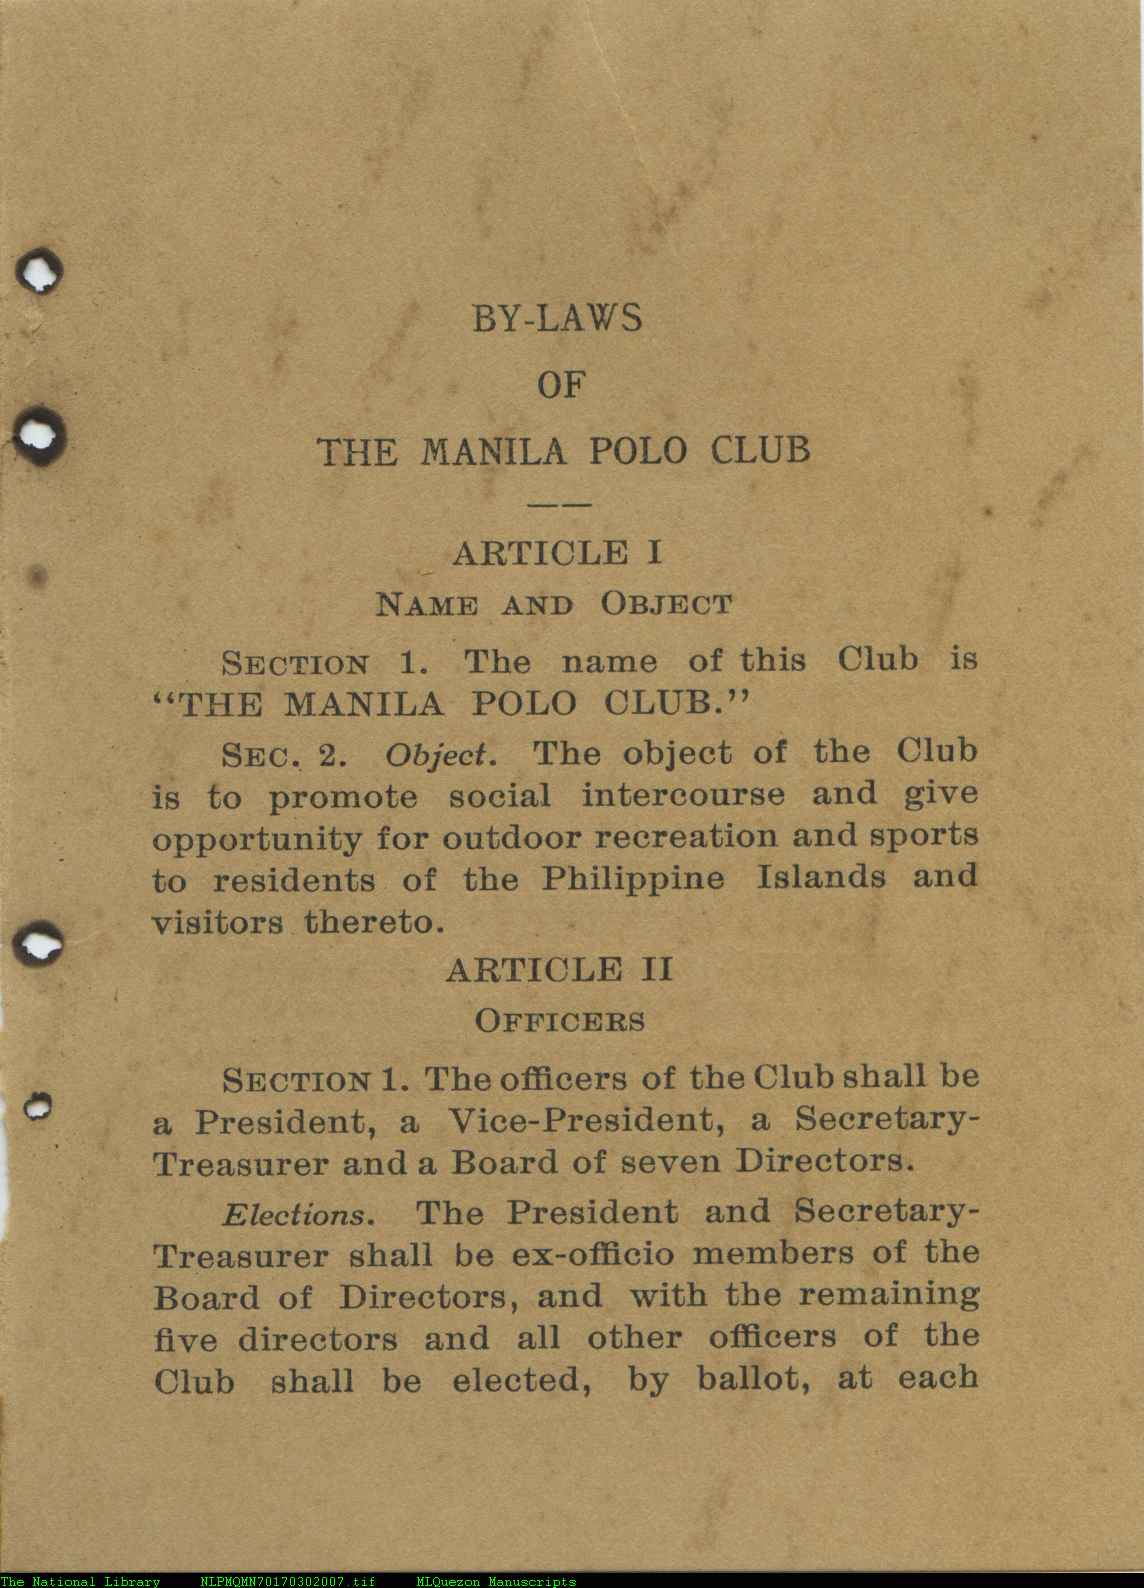 BY-LAWS
OF
THE MANILA POLO CLUB
ARTICLE I
NAME AND OBJECT
SECTION 1. The name of this Club is
“THE MANILA POLO CLUB.”
SEC. 2. Object. The object of the Club
is to promote social intercourse and give
opportunity for outdoor recreation and sports
to residents of the Philippine Islands and
visitors thereto.
ARTICLE II
OFFICERS
SECTION 1. The officers of the Club shall be
a President, a Vice-President, a Secretary-
Treasurer and a Board of seven Directors.
Elections. The President and Secretary-
Treasurer shall be ex-officio members of the
Board of Directors, and with the remaining
five directors and all other officers of the
Club shall be elected, by ballot, at each
The National Library NLPMQMN70170302007.tif MLQuezon Manuscripts